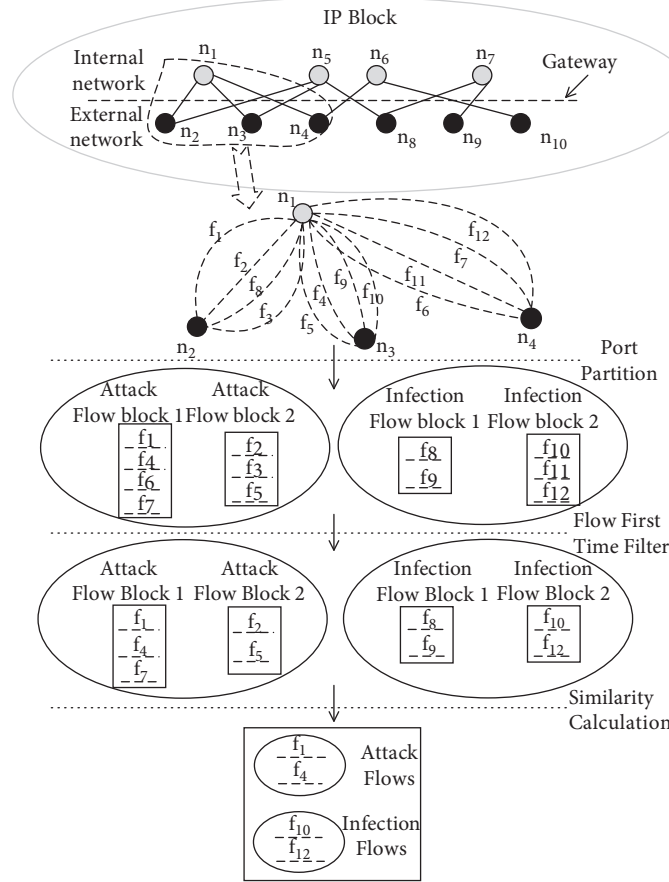 IP Block
n1
n5
n6
n7
Internal
network
Gateway
External
network
n2
n3
n4
n8
n9
n10
n1
f1
f2
f8
f3
f5
f4
f9
f10
f11
f6
f7
f12
n2
n3
n4
Port
Partition
Attack
Flow block 1
Attack
Flow block 2
Infection
Flow block 1
Infection
Flow block 2
f1
f4
f6
f7
f2
f3
f5
f8
f9
f10
f11
f12
Flow First
Time Filter
Attack
Flow Block 1
Attack
Flow Block 2
Infection
Flow Block 1
Infection
Flow Block 2
f1
f4
f7
f2
f5
f8
f9
f10
f12
Similarity
Calculation
f1
f4
Attack
Flows
f10
f12
Infection
Flows